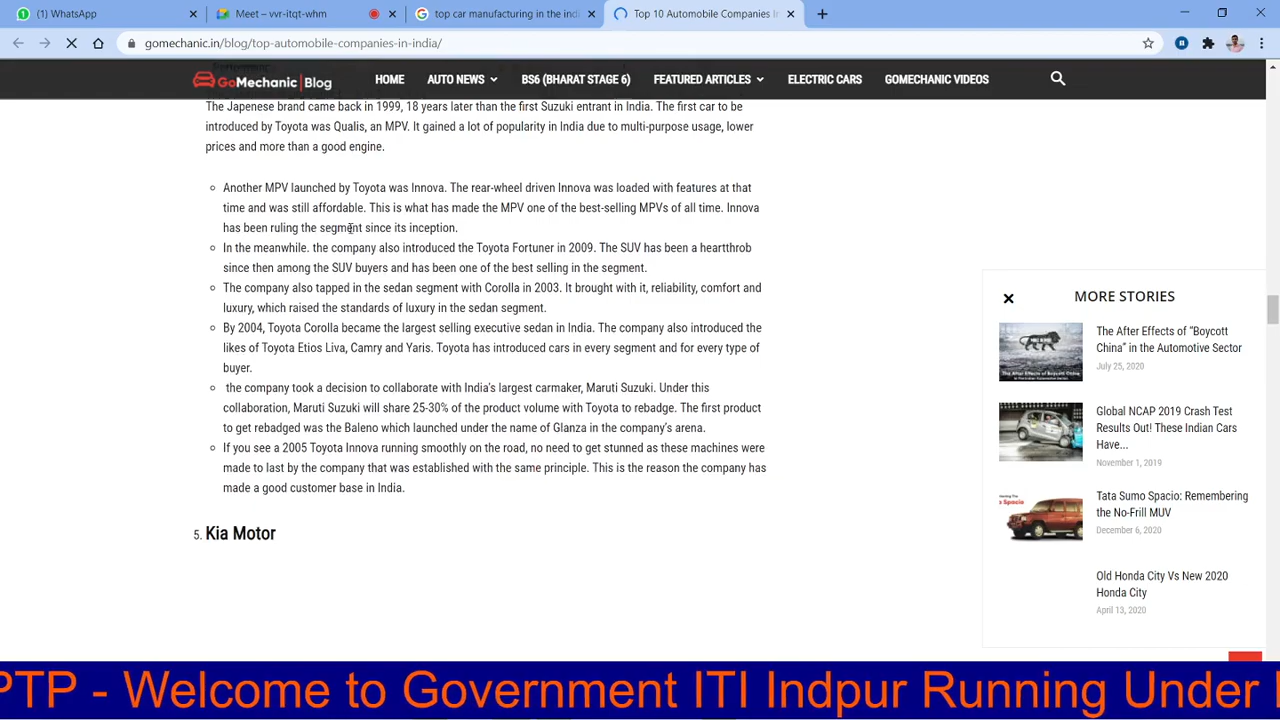 (1) WhatsApp
Meet – vvr-itqt-whm
top car manufacturing in the indi
Top 10 Automobile Companies In
gomechanic.in/blog/top-automobile-companies-in-india/
GoMechanic | Blog
HOME
AUTO NEWS
BS6 (BHARAT STAGE 6)
FEATURED ARTICLES
ELECTRIC CARS
GOMECHANIC VIDEOS
The Japenese brand came back in 1999, 18 years later than the first Suzuki entrant in India. The first car to be
introduced by Toyota was Qualis, an MPV. It gained a lot of popularity in India due to multi-purpose usage, lower
prices and more than a good engine.
Another MPV launched by Toyota was Innova. The rear-wheel driven Innova was loaded with features at that
time and was still affordable. This is what has made the MPV one of the best-selling MPVs of all time. Innova
has been ruling the segment since its inception.
In the meanwhile. the company also introduced the Toyota Fortuner in 2009. The SUV has been a heartthrob
since then among the SUV buyers and has been one of the best selling in the segment.
The company also tapped in the sedan segment with Corolla in 2003. It brought with it, reliability, comfort and
luxury, which raised the standards of luxury in the sedan segment.
By 2004, Toyota Corolla became the largest selling executive sedan in India. The company also introduced the
likes of Toyota Etios Liva, Camry and Yaris. Toyota has introduced cars in every segment and for every type of
buyer.
the company took a decision to collaborate with India's largest carmaker, Maruti Suzuki. Under this
collaboration, Maruti Suzuki will share 25-30% of the product volume with Toyota to rebadge. The first product
to get rebadged was the Baleno which launched under the name of Glanza in the company's arena.
If you see a 2005 Toyota Innova running smoothly on the road, no need to get stunned as these machines were
made to last by the company that was established with the same principle. This is the reason the company has
made a good customer base in India.
5. Kia Motor
MORE STORIES
The After Effects of "Boycott
China" in the Automotive Sector
July 25, 2020
Global NCAP 2019 Crash Test
Results Out! These Indian Cars
Have...
November 1, 2019
Tata Sumo Spacio: Remembering
the No-Frill MUV
December 6, 2020
Old Honda City Vs New 2020
Honda City
April 13, 2020
PTP - Welcome to Government ITI Indpur Running Under